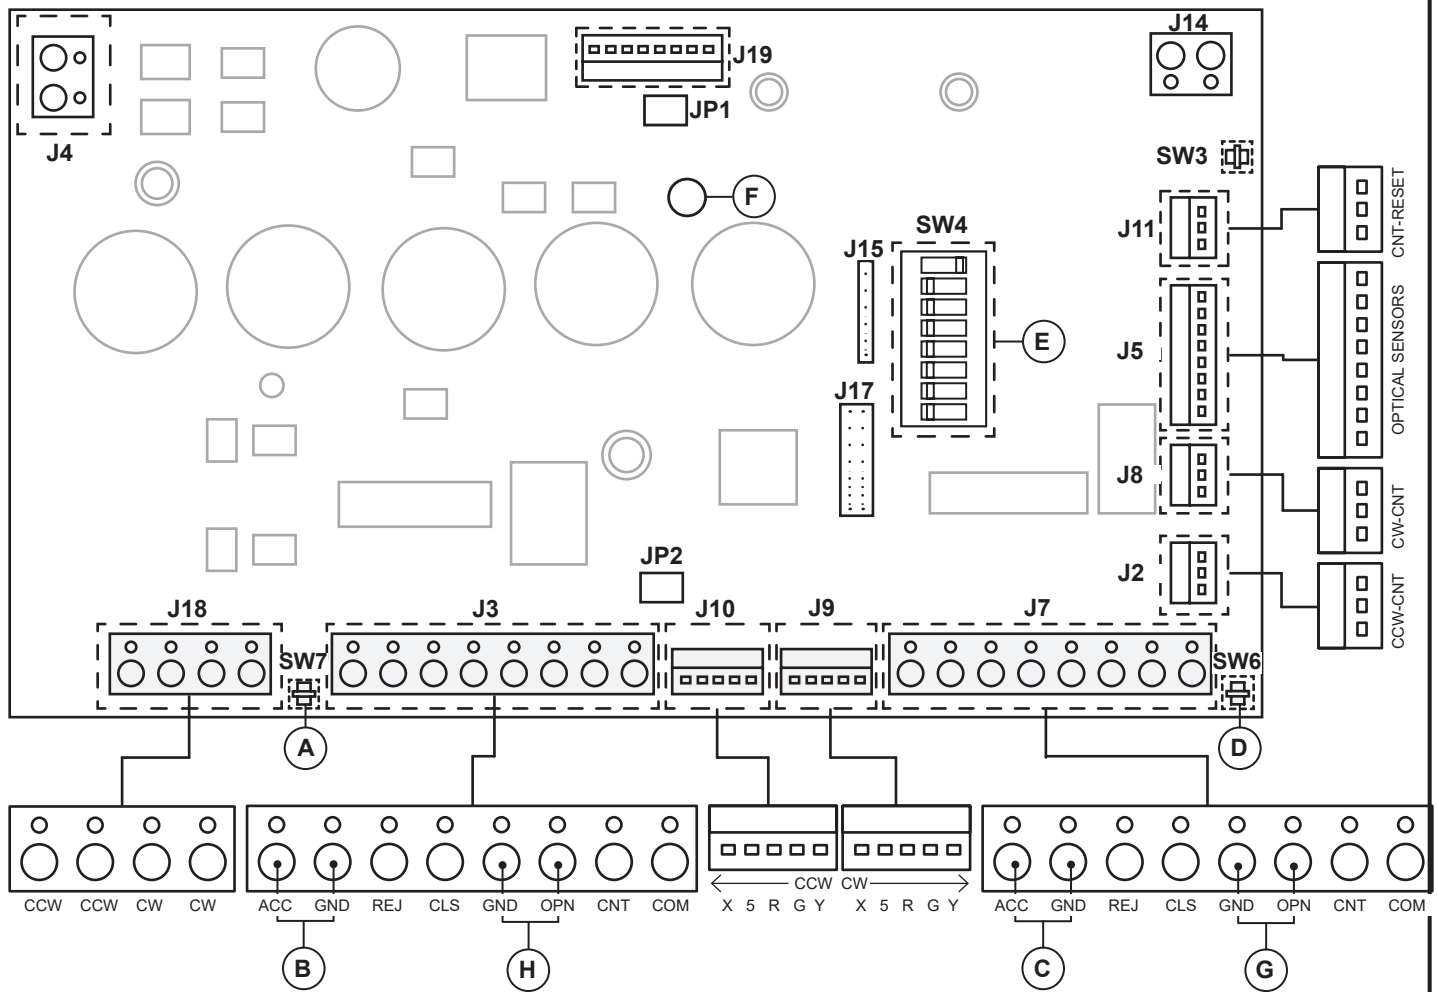 J14
J19
JP1
J4
SW3
F
SW4
J11
CNT-RESET
J15
E
J5
OPTICAL SENSORS
J17
J8
CW-CNT
JP2
J2
CCW-CNT
J18
J3
J10
J9
J7
SW7
SW6
A
D
CCW CW
CCW CCW CW CW
ACC GND REJ CLS GND OPN CNT COM
X 5 R G Y
X 5 R G Y
ACC GND REJ CLS GND OPN CNT COM
B
H
C
G